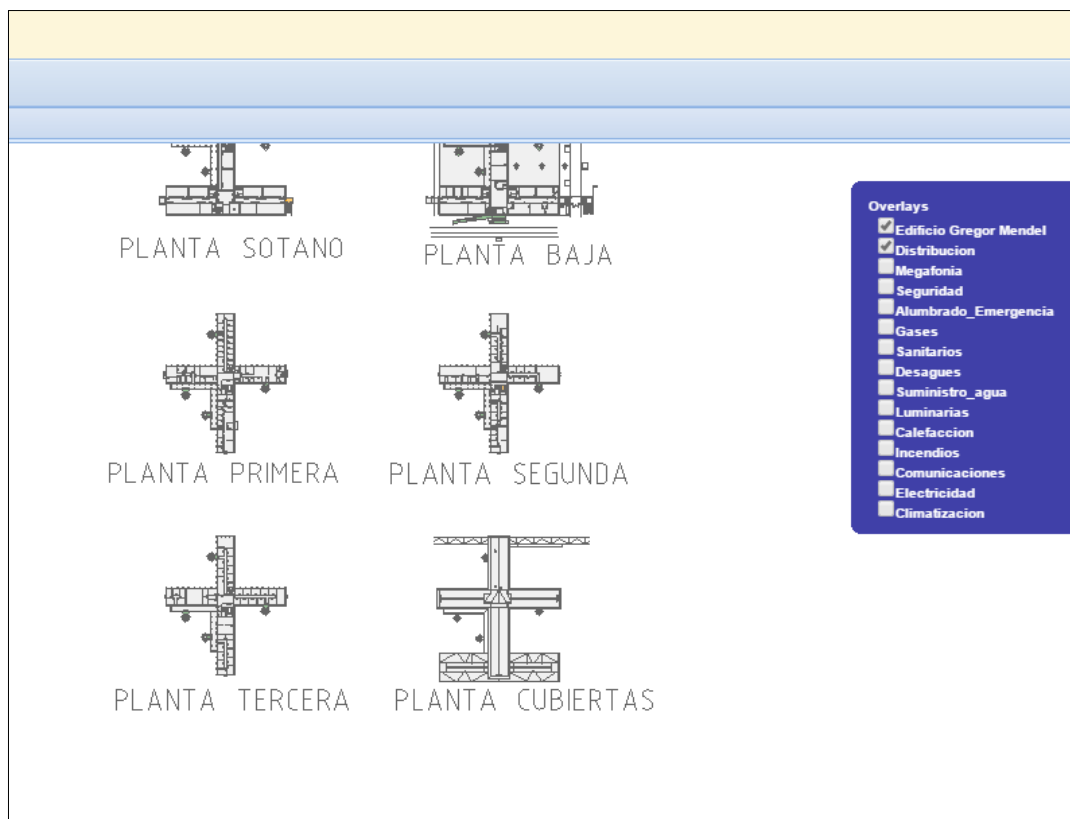 PLANTA SOTANO
PLANTA BAJA
PLANTA PRIMERA
PLANTA SEGUNDA
PLANTA TERCERA
PLANTA CUBIERTAS
Overlays
Edificio Gregor Mendel
Distribucion
Megafonia
Seguridad
Alumbrado_Emergencia
Gases
Sanitarios
Desagues
Suministro_agua
Luminarias
Calefaccion
Incendios
Comunicaciones
Electricidad
Climatizacion